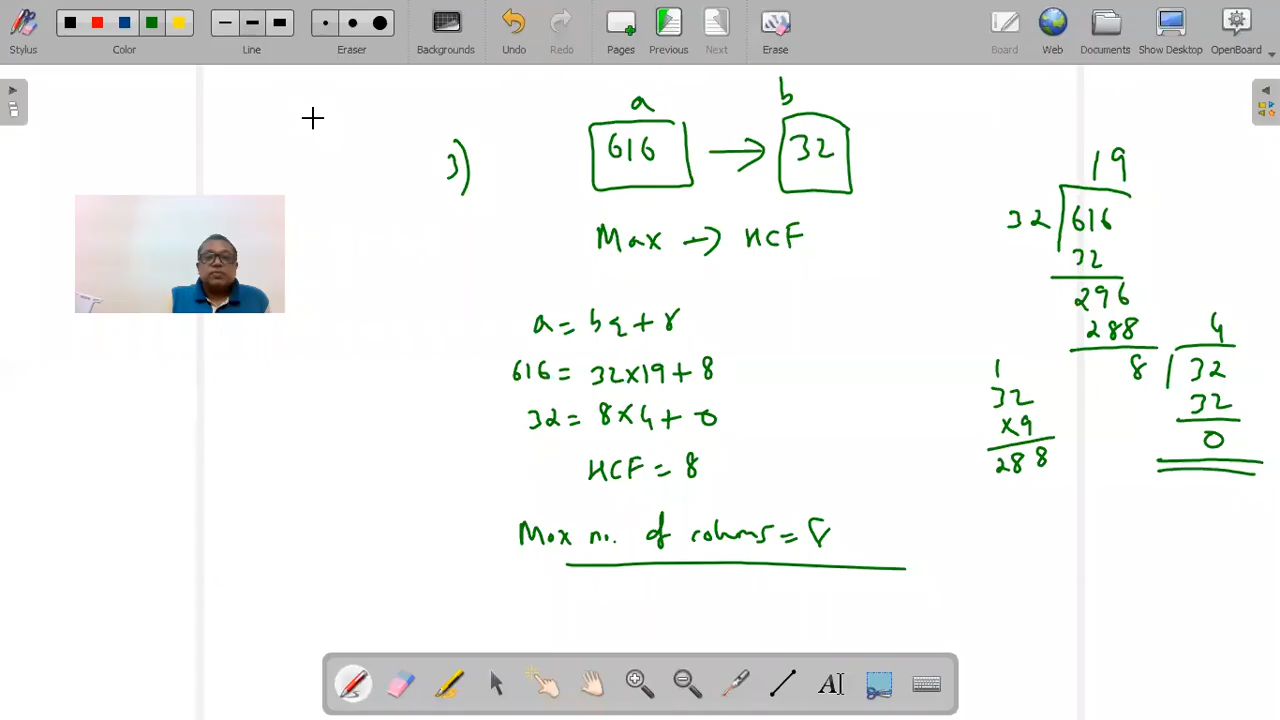 Stylus
Color
Line
Eraser
Backgrounds
Undo
Redo
Pages
Previous
Next
Erase
Board
Web
Documents
Show Desktop
OpenBoard
a
b
3)
616 → 32
Max → HCF
a = bq + r
616 = 32 × 19 + 8
32 = 8 × 4 + 0
HCF = 8
Max no. of colums = 8
19
32 616
32
296
288
4
8 32
32
0
1
32
×9
288
AI